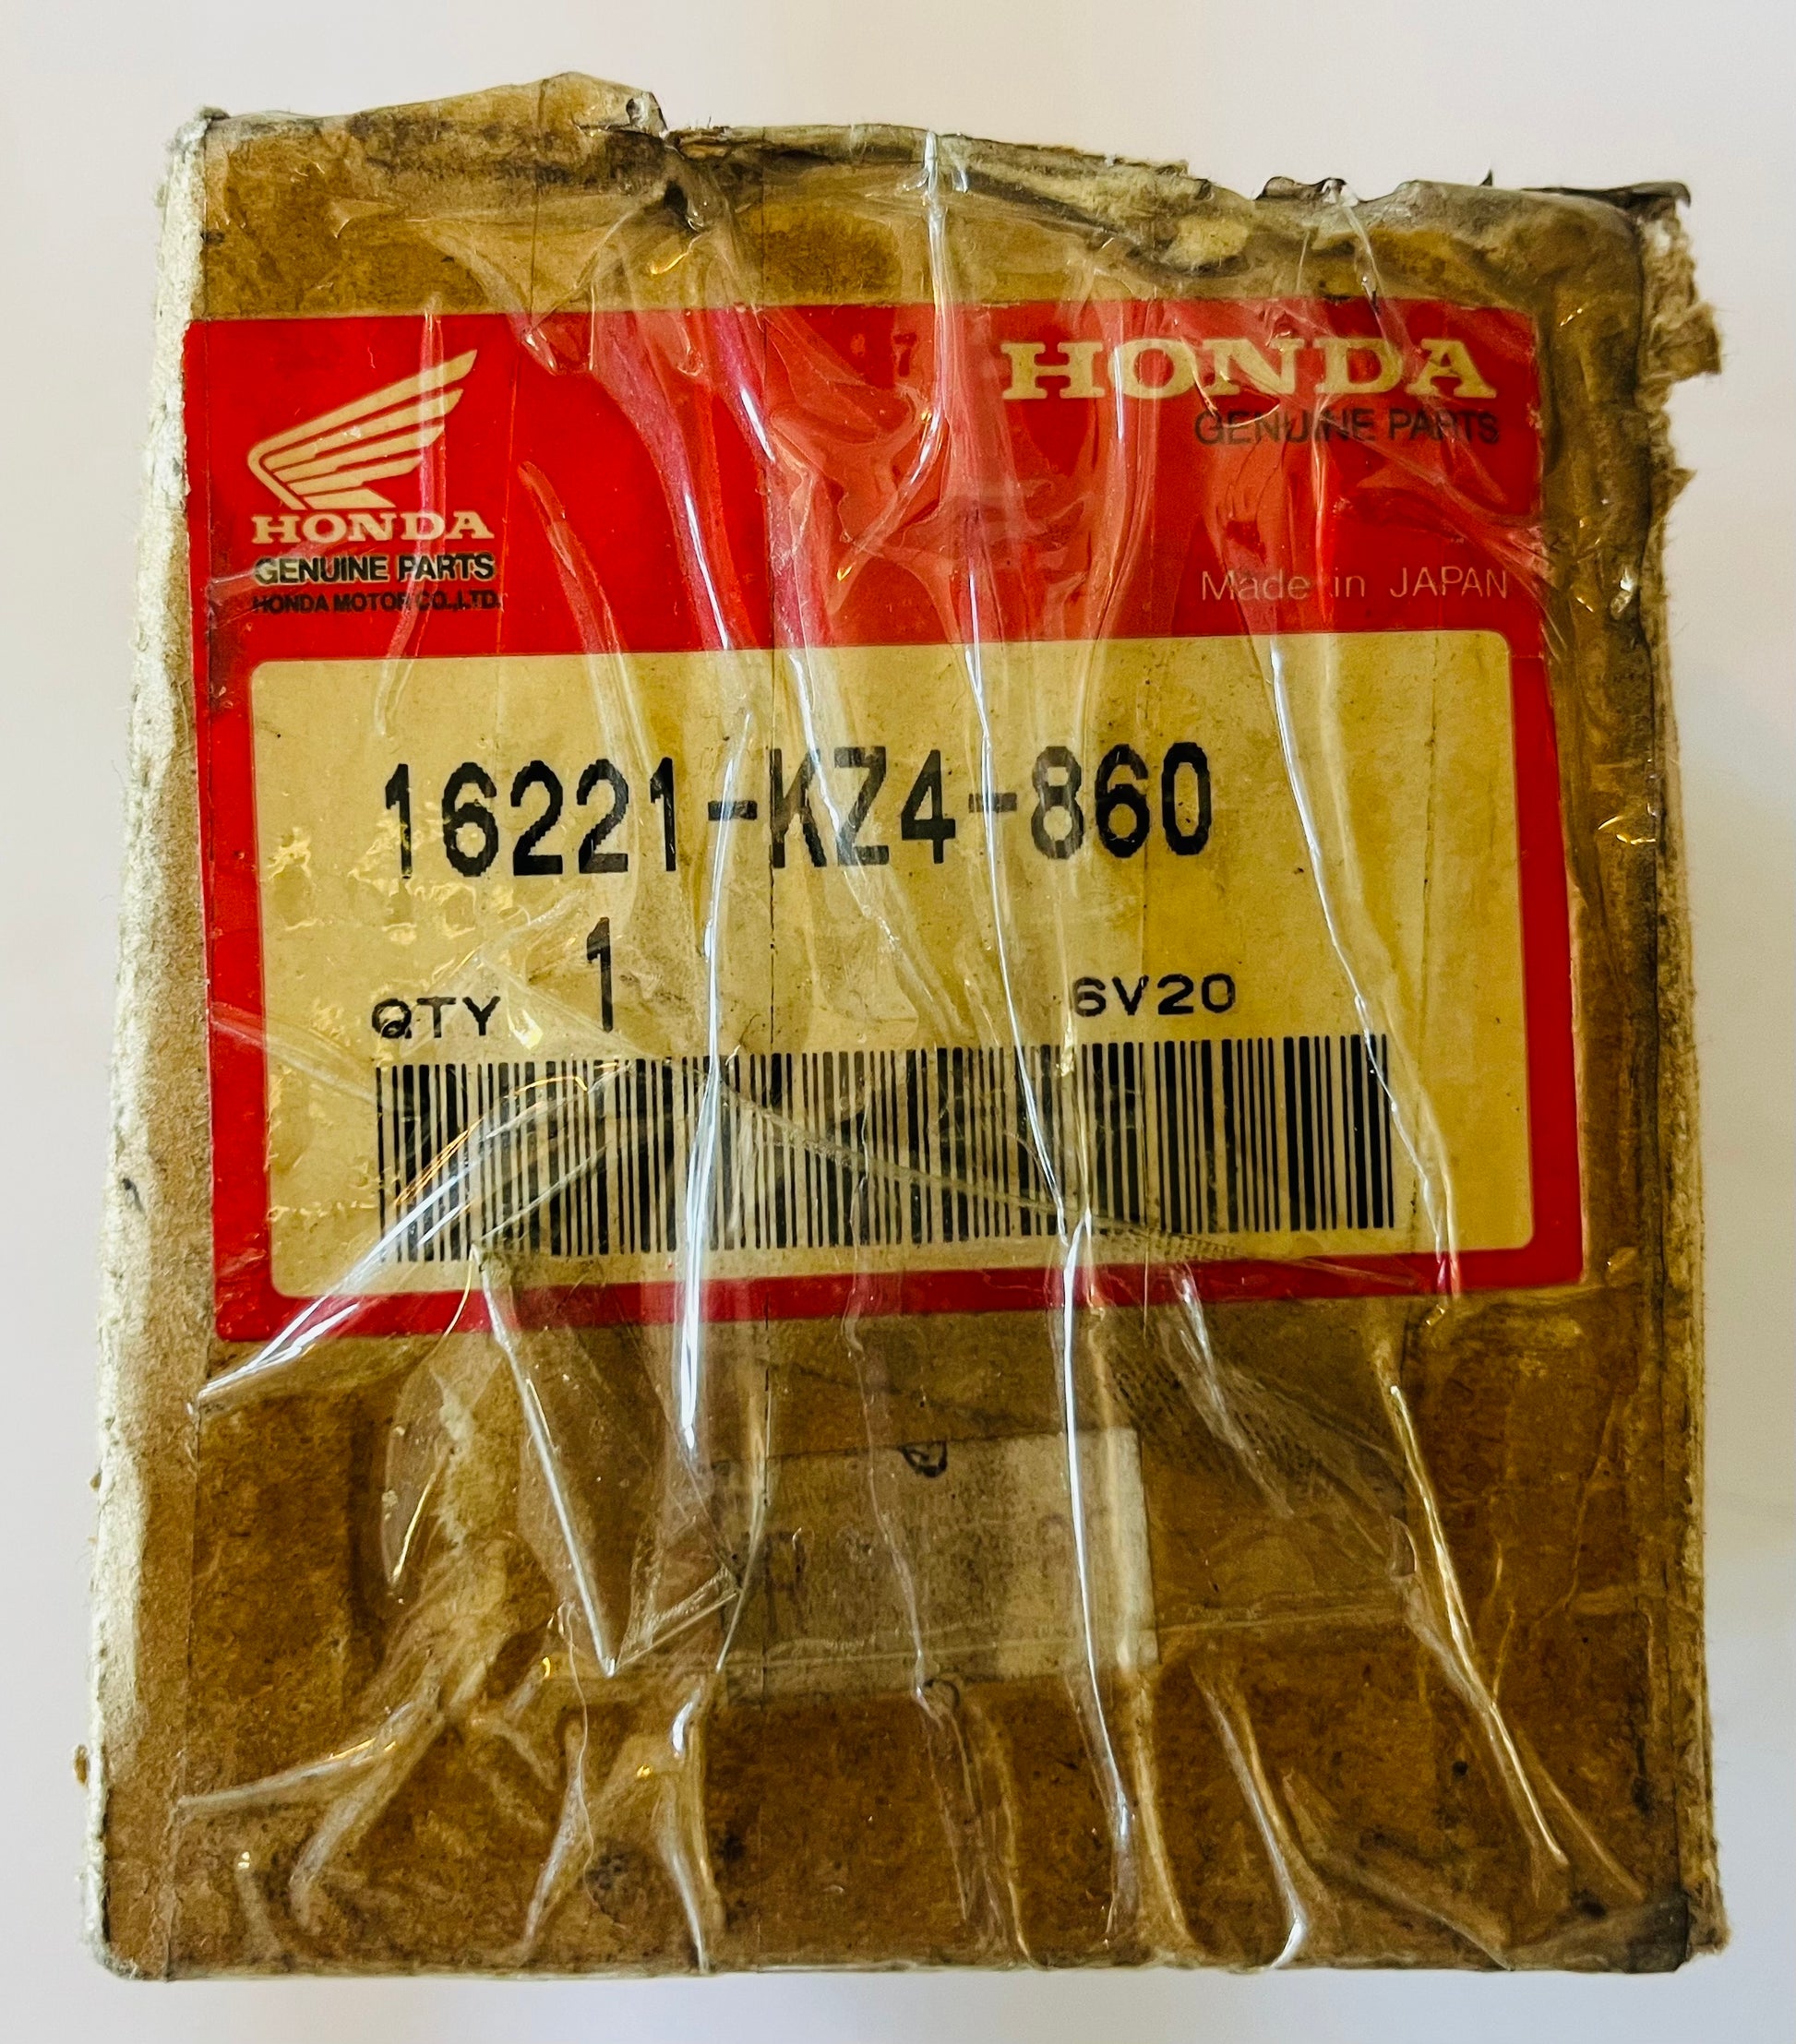 HONDA
GENUINE PARTS
HONDA MOTOR CO.,LTD.
HONDA
GENUINE PARTS
Made in JAPAN
16221-KZ4-860
QTY 1 6V20